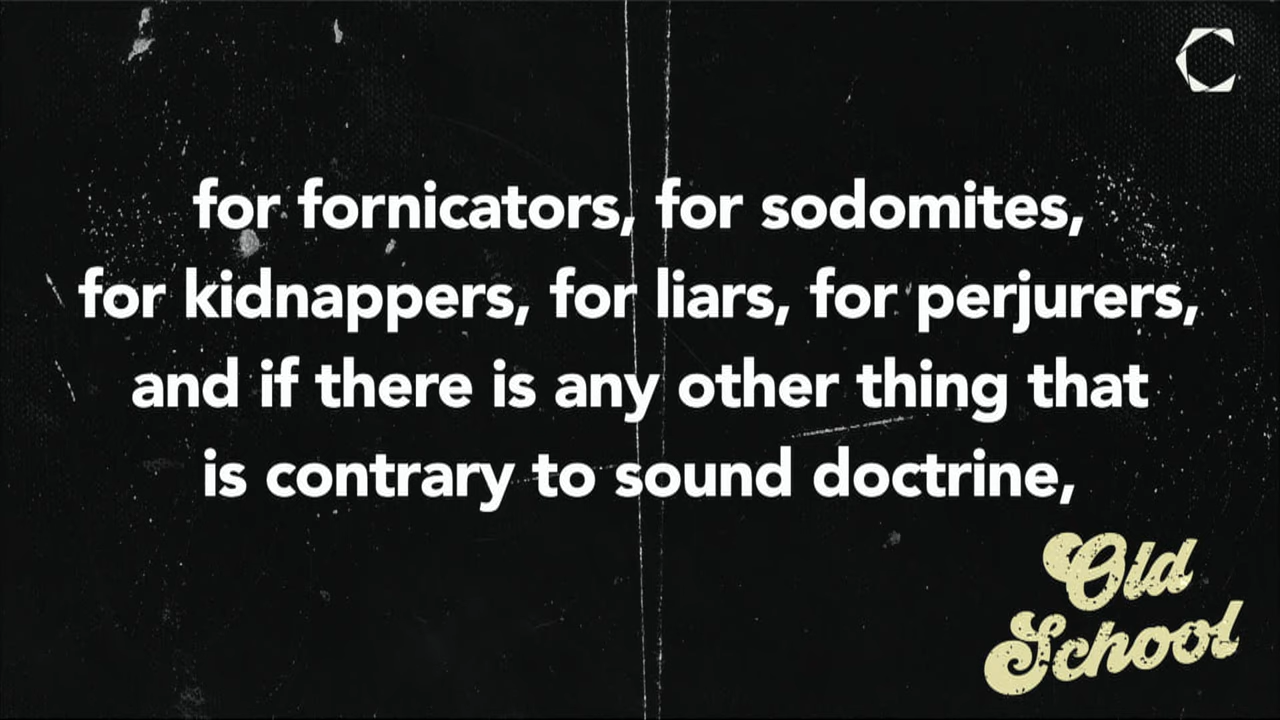 for fornicators, for sodomites,
for kidnappers, for liars, for perjurers,
and if there is any other thing that
is contrary to sound doctrine,
Old
School